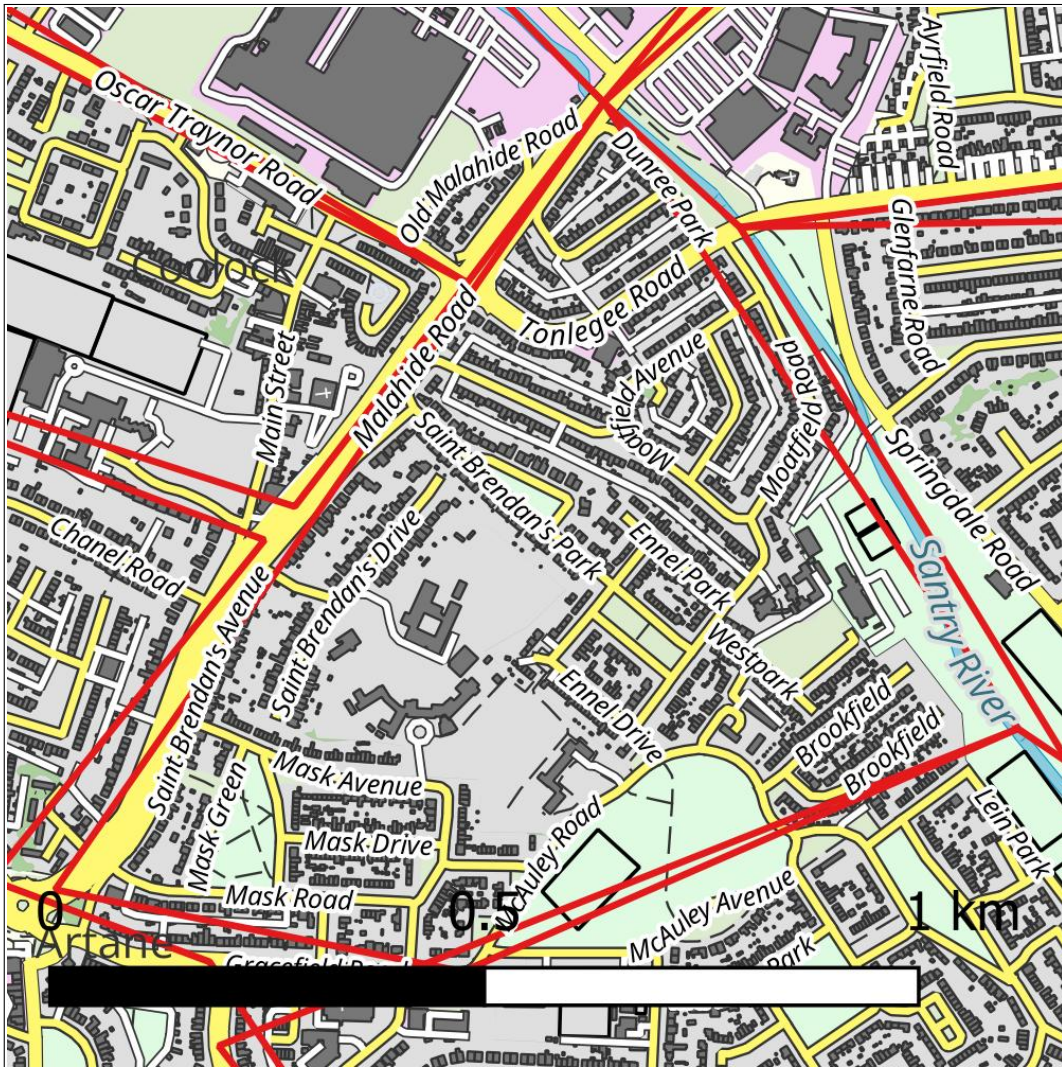 Ayrfield Road
Oscar Traynor Road
Old Malahide Road
Dunree Park
Glenfarne Road
Coolock
Tonlegee Road
Malahide Road
Main Street
Moatfield Avenue
Moatfield Road
Saint Brendan's Park
Springdale Road
Chanel Road
Saint Brendan's Drive
Ennel Park
Santry River
Saint Brendan's Avenue
Westpark
Ennel Drive
Brookfield
Brookfield
Mask Avenue
Mask Green
Mask Drive
Lein Park
McAuley Road
Mask Road
McAuley Avenue
0
0.5
1 km
Artane
Park